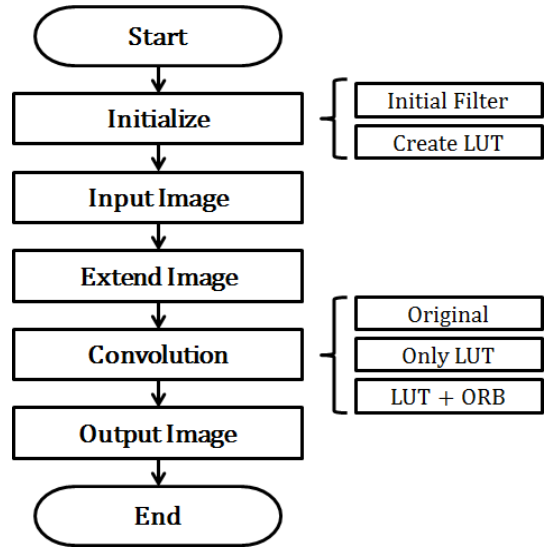 Start
Initialize
Initial Filter
Create LUT
Input Image
Extend Image
Convolution
Original
Only LUT
LUT + ORB
Output Image
End